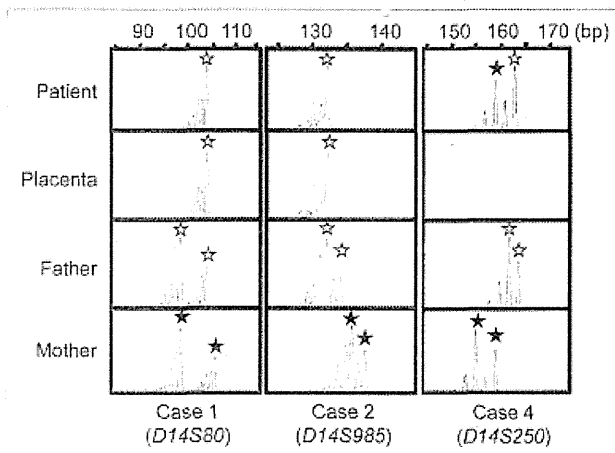 90 100 110 120 130 140 150 160 170 (bp)
Patient
Placenta
Father
Mother
Case 1 Case 2 Case 4
(D14S80) (D14S985) (D14S250)